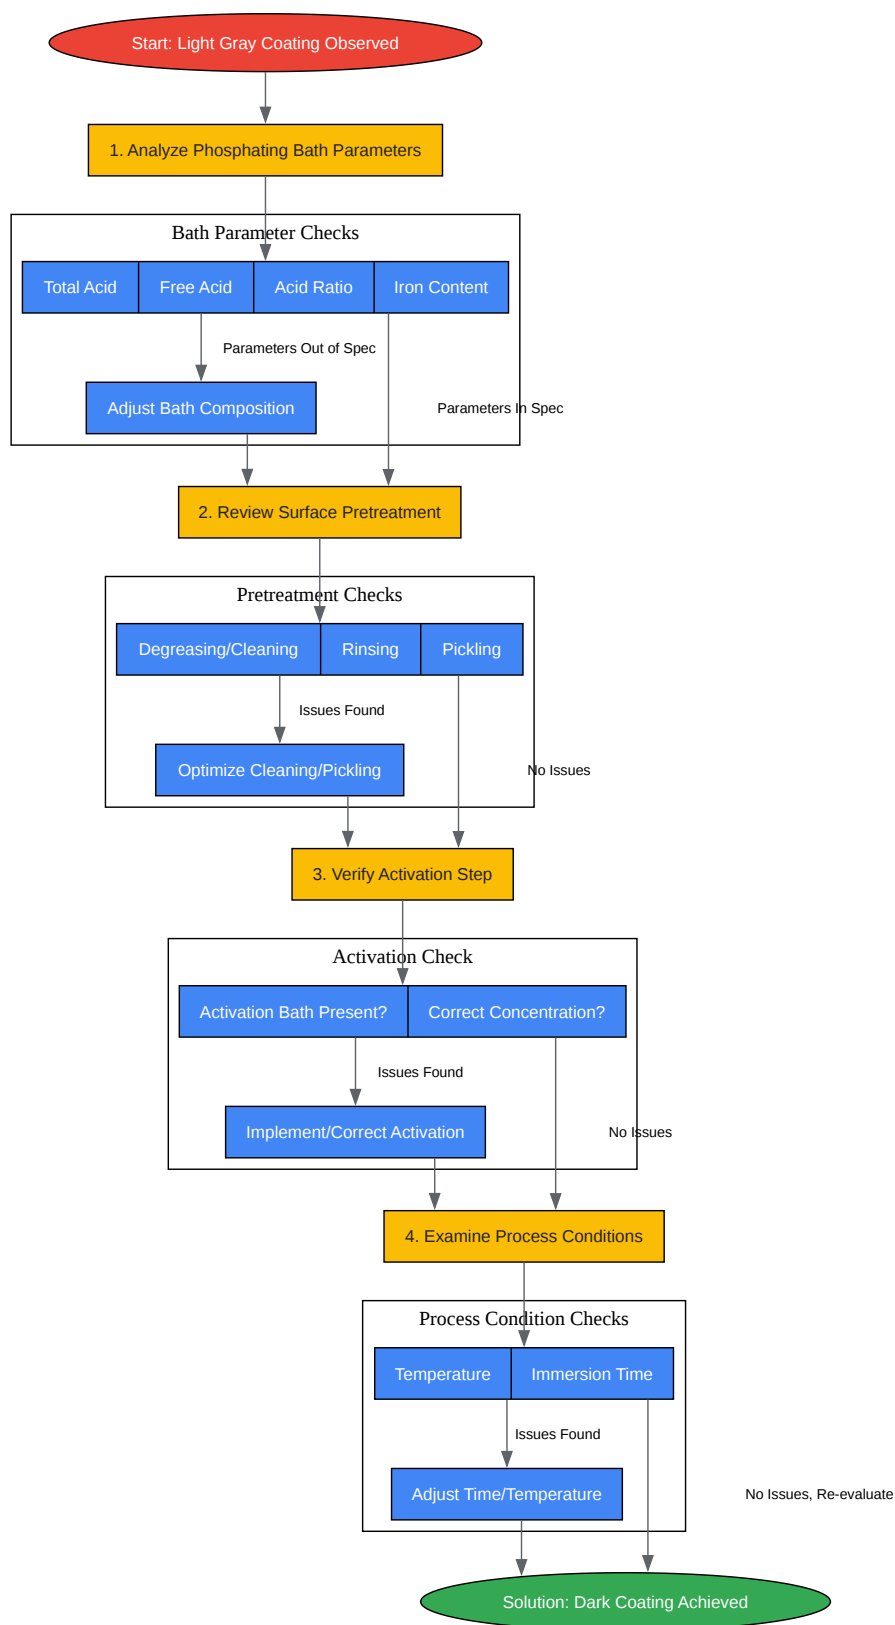 Start: Light Gray Coating Observed
1. Analyze Phosphating Bath Parameters
Bath Parameter Checks
Total Acid
Free Acid
Acid Ratio
Iron Content
Parameters Out of Spec
Adjust Bath Composition
Parameters In Spec
2. Review Surface Pretreatment
Pretreatment Checks
Degreasing/Cleaning
Rinsing
Pickling
Issues Found
Optimize Cleaning/Pickling
No Issues
3. Verify Activation Step
Activation Check
Activation Bath Present?
Correct Concentration?
Issues Found
Implement/Correct Activation
No Issues
4. Examine Process Conditions
Process Condition Checks
Temperature
Immersion Time
Issues Found
Adjust Time/Temperature
No Issues, Re-evaluate
Solution: Dark Coating Achieved